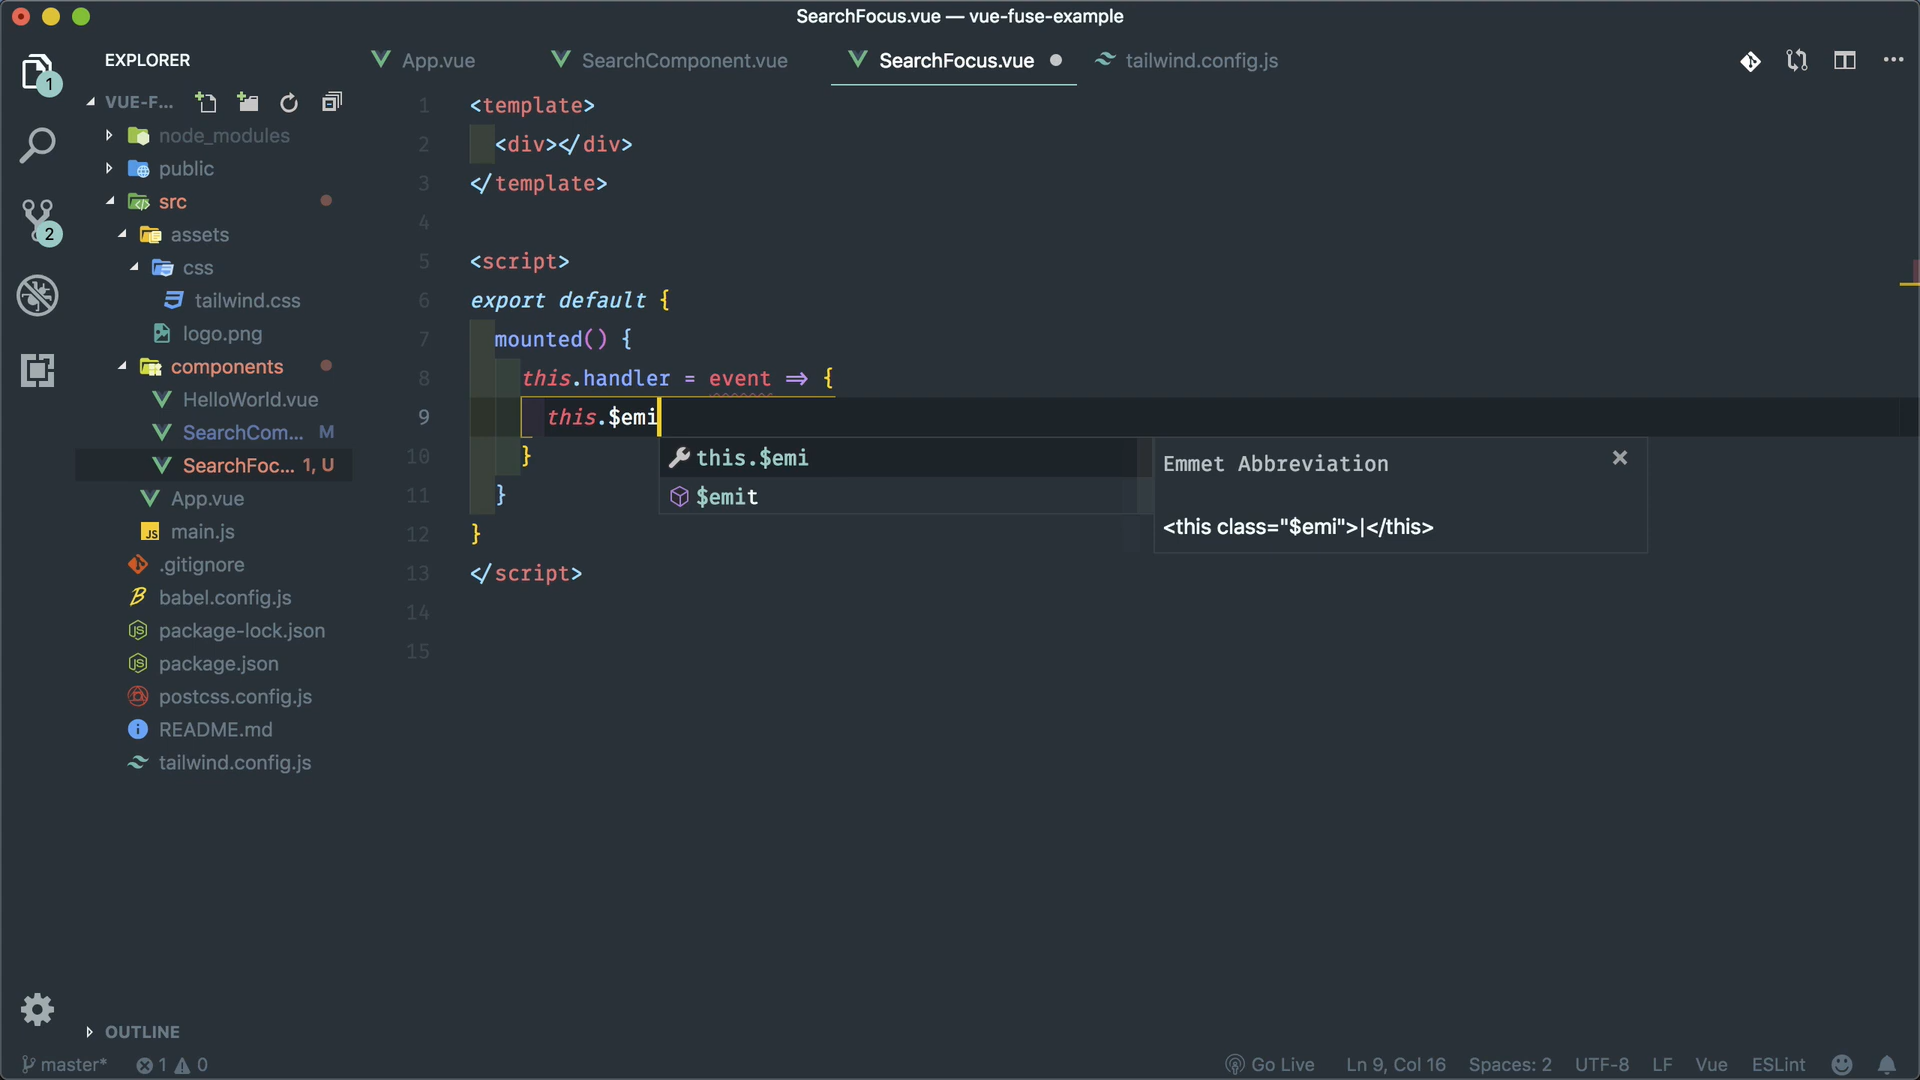 SearchFocus.vue — vue-fuse-example
EXPLORER
App.vue
SearchComponent.vue
SearchFocus.vue
tailwind.config.js
1
2
VUE-F...
node_modules
public
src
assets
css
tailwind.css
logo.png
components
HelloWorld.vue
SearchCom... M
SearchFoc... 1, U
App.vue
main.js
.gitignore
babel.config.js
package-lock.json
package.json
postcss.config.js
README.md
tailwind.config.js
OUTLINE
1 <template>
2 <div></div>
3 </template>
4
5 <script>
6 export default {
7 mounted() {
8 this.handler = event => {
9 this.$emi
10 }
11 }
12 }
13 </script>
14
15
this.$emi
$emit
Emmet Abbreviation
<this class="$emi">|</this>
master* 1 0
Go Live Ln 9, Col 16 Spaces: 2 UTF-8 LF Vue ESLint